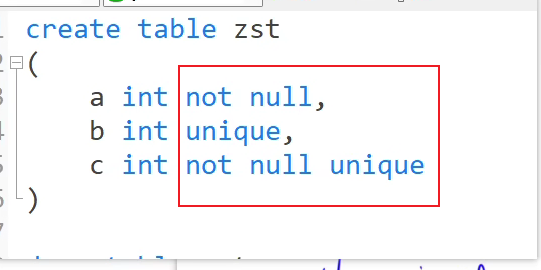 create table zst
(
a int not null,
b int unique,
c int not null unique
)